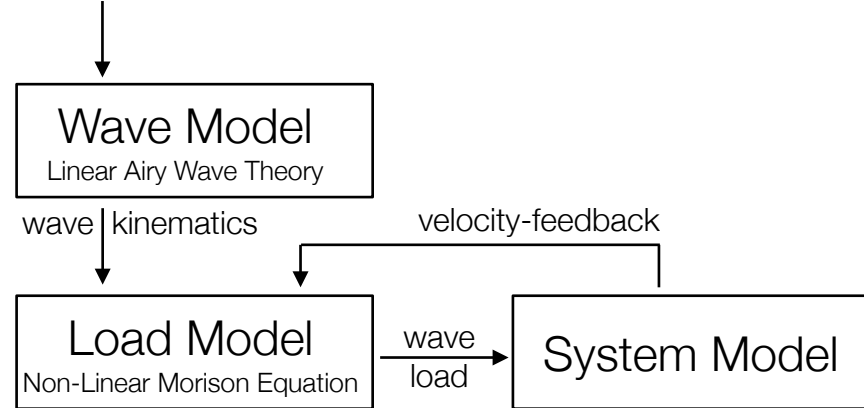 Wave Model
Linear Airy Wave Theory
wave kinematics
velocity-feedback
Load Model
Non-Linear Morison Equation
wave
load
System Model